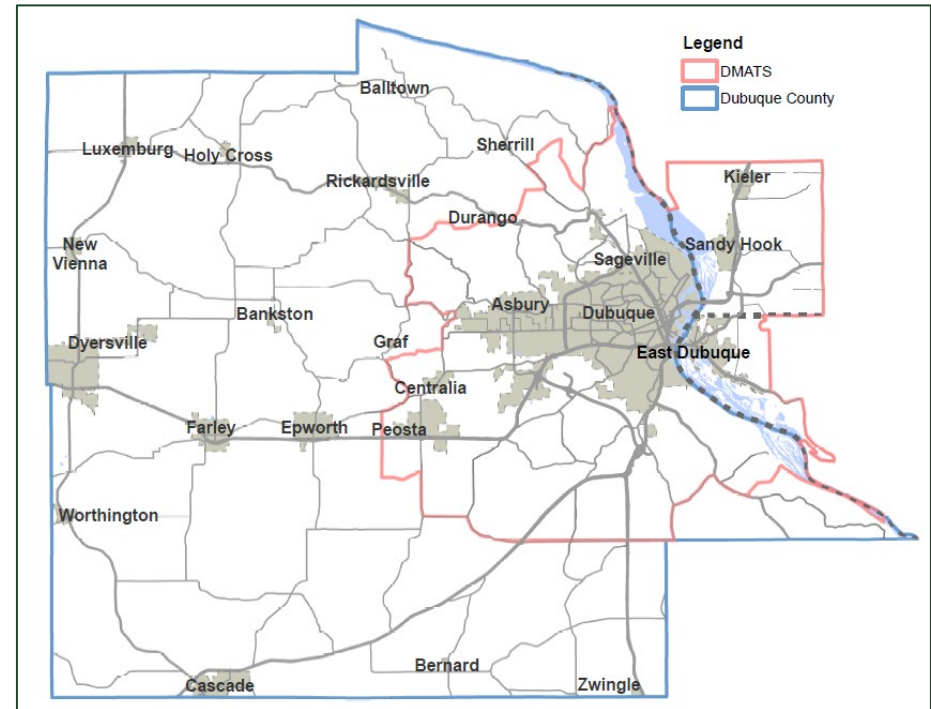 Legend
DMATS
Dubuque County
Balltown
Sherrill
Luxemburg
Holy Cross
Rickardsville
Kieler
Durango
New
Vienna
Sandy Hook
Sageville
Asbury
Bankston
Dubuque
Dyersville
Graf
East Dubuque
Centralia
Farley
Epworth
Peosta
Worthington
Bernard
Cascade
Zwingle